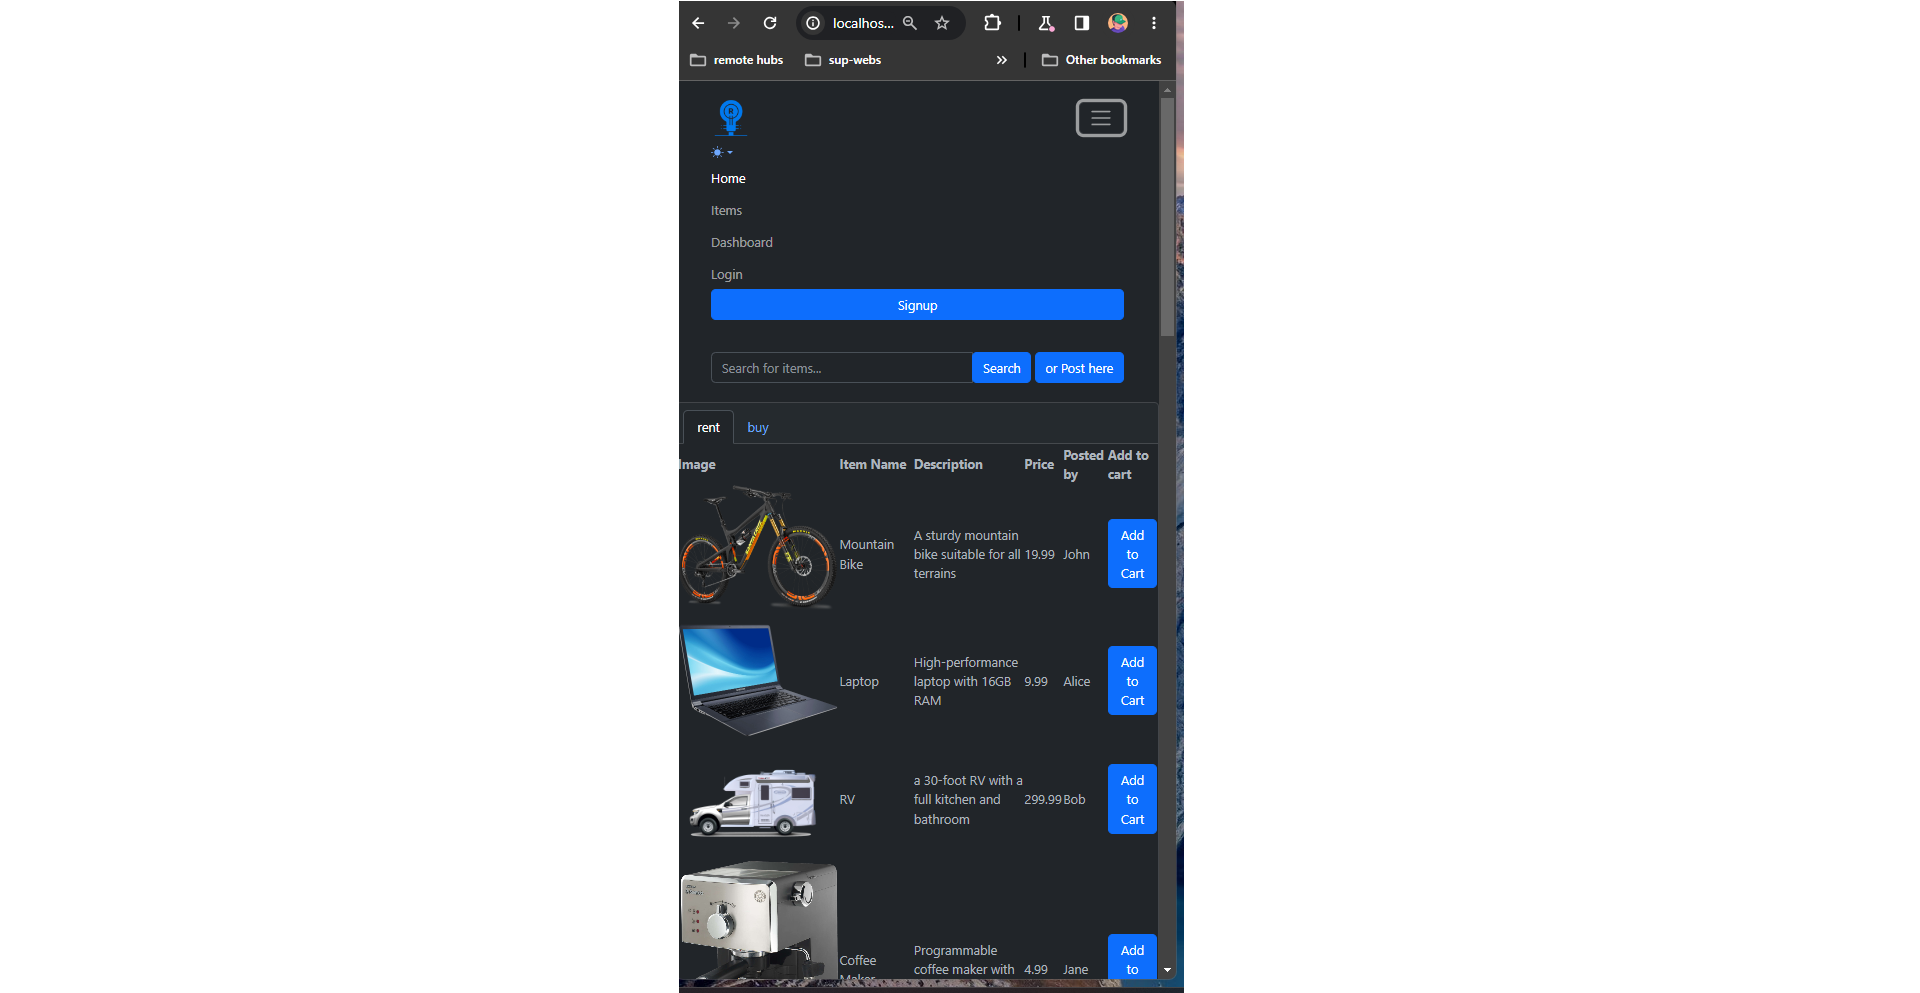 localhos...
remote hubs
sup-webs
»
Other bookmarks
R
Home
Items
Dashboard
Login
Signup
Search for items...
Search
or Post here
rent
buy
Image
Item Name
Description
Price
Posted by
Add to cart
Mountain
Bike
A sturdy mountain
bike suitable for all
terrains
19.99
John
Add
to
Cart
Laptop
High-performance
laptop with 16GB
RAM
9.99
Alice
Add
to
Cart
RV
a 30-foot RV with a
full kitchen and
bathroom
299.99
Bob
Add
to
Cart
Coffee
Maker
Programmable
coffee maker with
4.99
Jane
Add
to